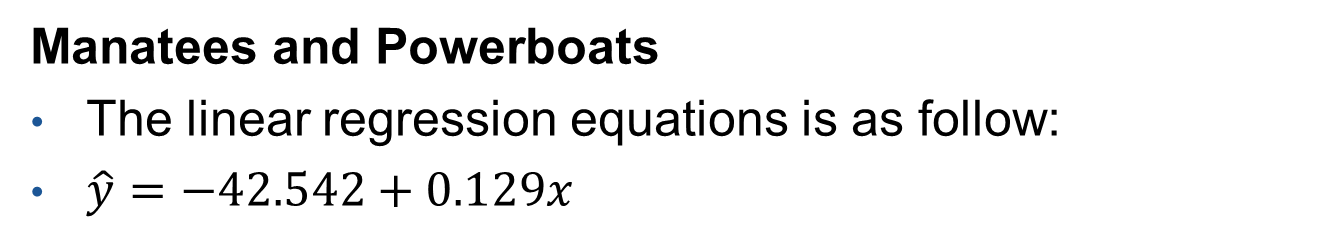 Manatees and Powerboats
• The linear regression equations is as follow:
• ŷ = −42.542 + 0.129x